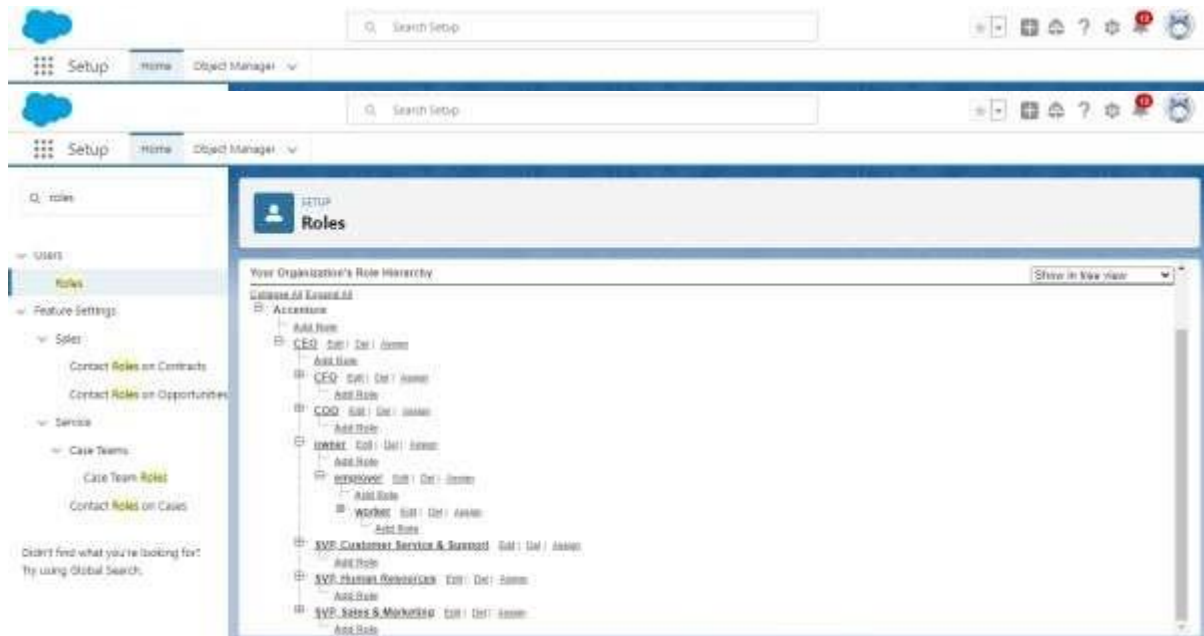 Search Setup
Setup Home Object Manager
Search Setup
Setup Home Object Manager
roles
SETUP
Roles
Users
Roles
Feature Settings
Sales
Contact Roles on Contracts
Contact Roles on Opportunities
Service
Case Teams
Case Team Roles
Contact Roles on Cases
Didn't find what you're looking for?
Try using Global Search.
Your Organization's Role Hierarchy
Show in tree view
Collapse All Expand All
Accenture
Add Role
CEO Edit | Del | Assign
Add Role
CFO Edit | Del | Assign
Add Role
COO Edit | Del | Assign
Add Role
owner Edit | Del | Assign
Add Role
employer Edit | Del | Assign
Add Role
worker Edit | Del | Assign
Add Role
SVP, Customer Service & Support Edit | Del | Assign
Add Role
SVP, Human Resources Edit | Del | Assign
Add Role
SVP, Sales & Marketing Edit | Del | Assign
Add Role